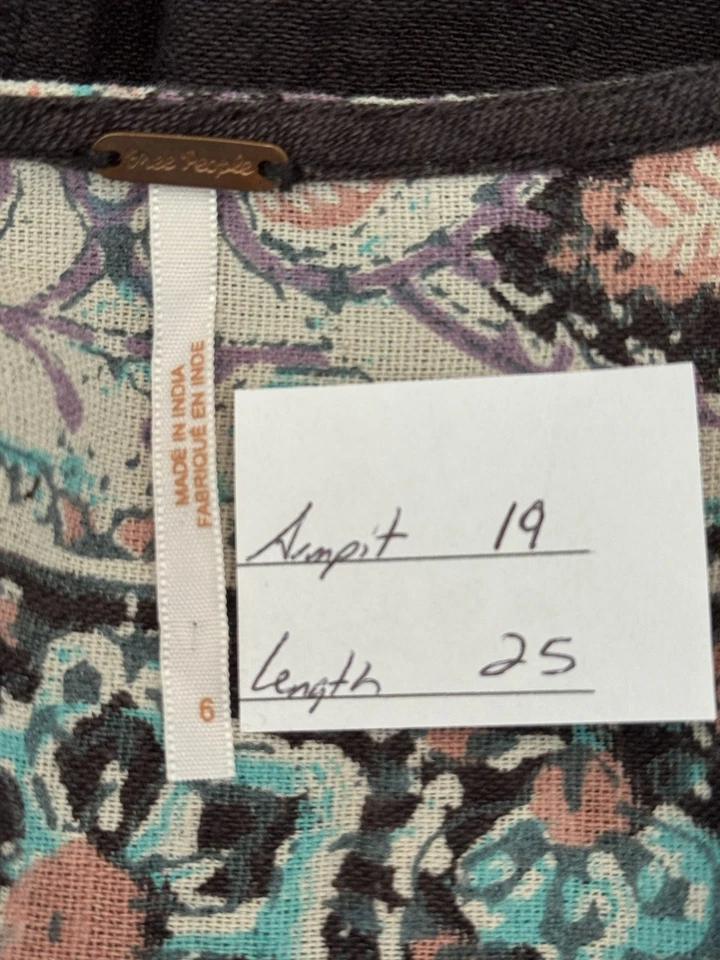 Free People
MADE IN INDIA
FABRIQUÉ EN INDE
6
Armpit 19
Length 25